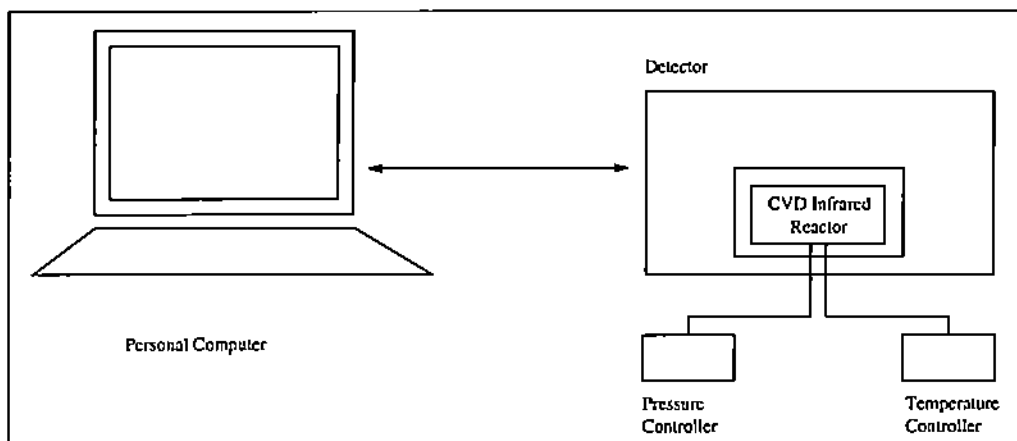 Detector
CVD Infrared
Reactor
Personal Computer
Pressure
Controller
Temperature
Controller